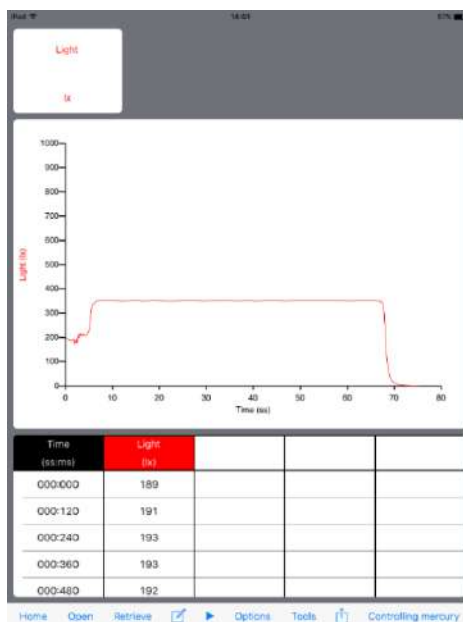 iPad
14:01
87%
Light
lx
1000
900
800
700
600
500
400
300
200
100
0
Light (lx)
0 10 20 30 40 50 60 70 80
Time (ss)
Time Light
(ss:ms) (lx)
000:000 189
000:120 191
000:240 193
000:360 193
000:480 192
Home Open Retrieve Options Tools Controlling mercury